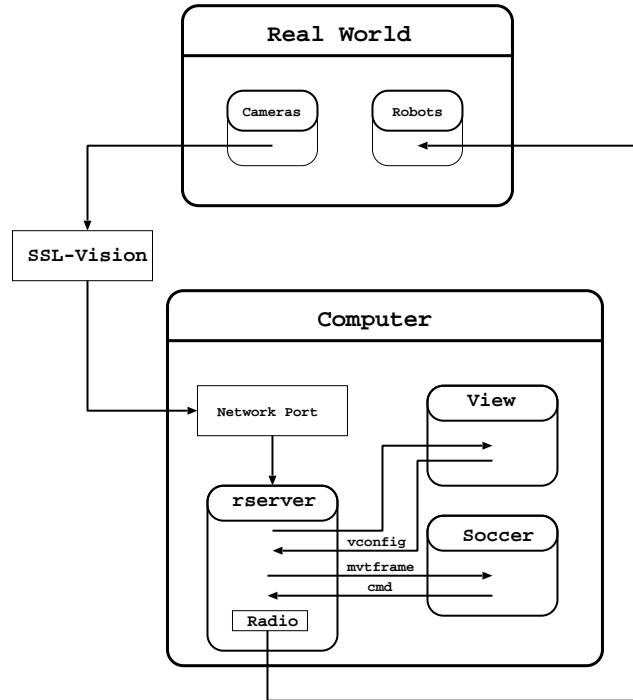 Real World
Cameras
Robots
SSL-Vision
Computer
Network Port
View
rserver
vconfig
Soccer
mvtframe
cmd
Radio